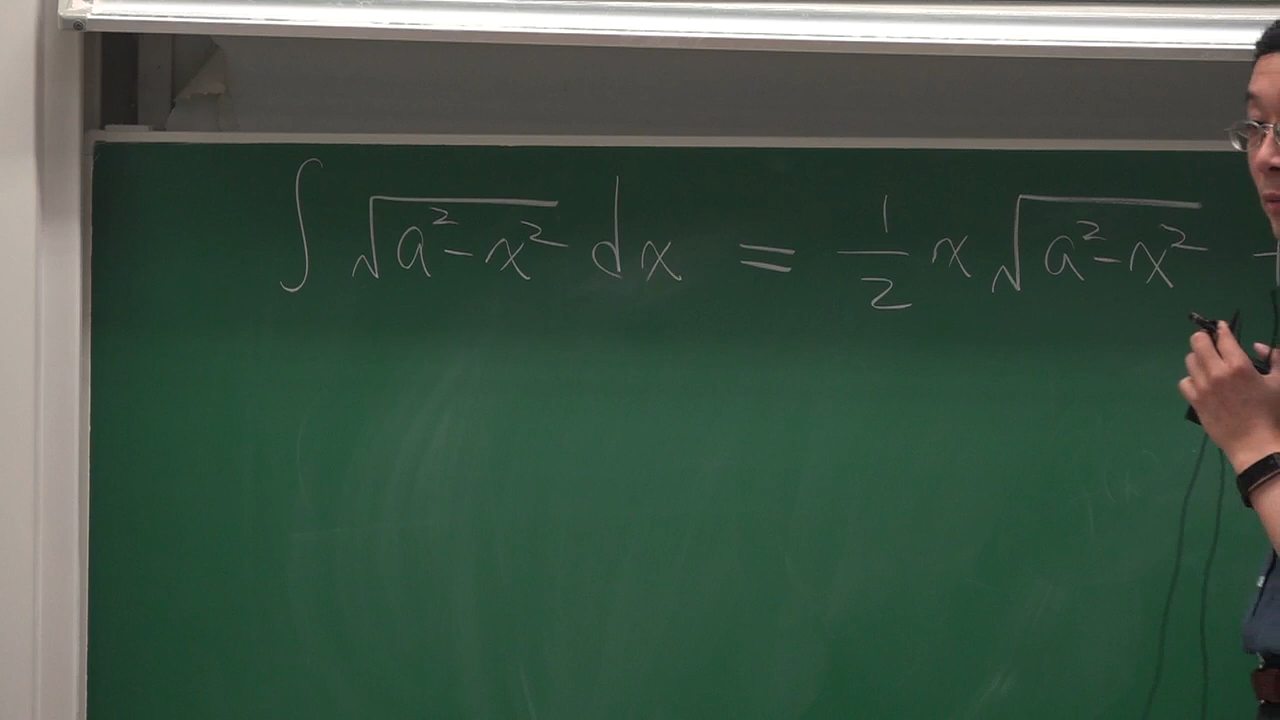 ∫ √(a²-x²) dx = 1/2 x √(a²-x²)